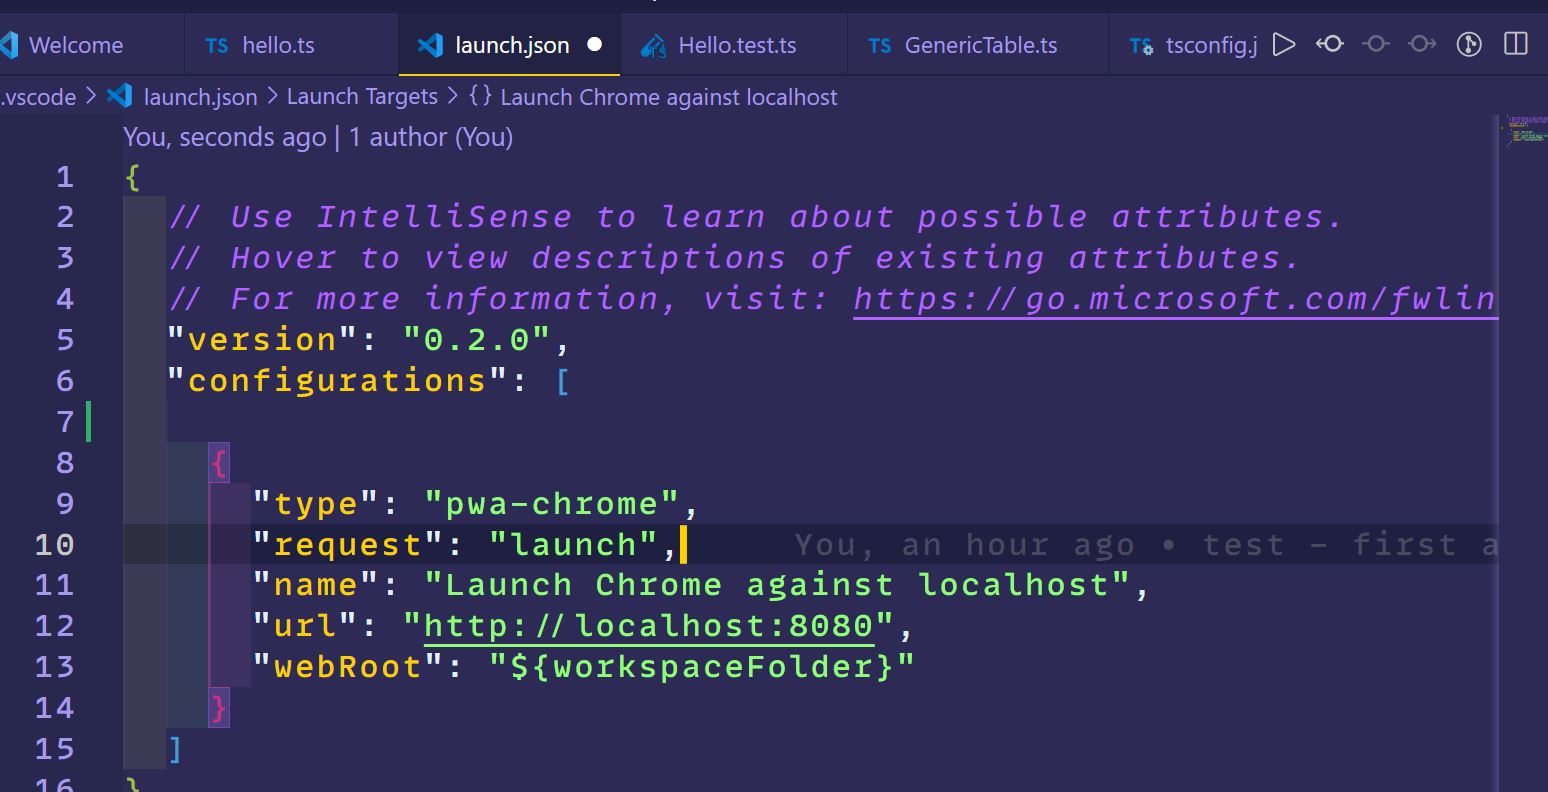 Welcome TS hello.ts launch.json Hello.test.ts TS GenericTable.ts TS tsconfig.j
.vscode > launch.json > Launch Targets > {} Launch Chrome against localhost
You, seconds ago | 1 author (You)
1 {
2 // Use IntelliSense to learn about possible attributes.
3 // Hover to view descriptions of existing attributes.
4 // For more information, visit: https://go.microsoft.com/fwlin
5 "version": "0.2.0",
6 "configurations": [
7
8 {
9 "type": "pwa-chrome",
10 "request": "launch", You, an hour ago • test - first a
11 "name": "Launch Chrome against localhost",
12 "url": "http://localhost:8080",
13 "webRoot": "${workspaceFolder}"
14 }
15 ]
16 }